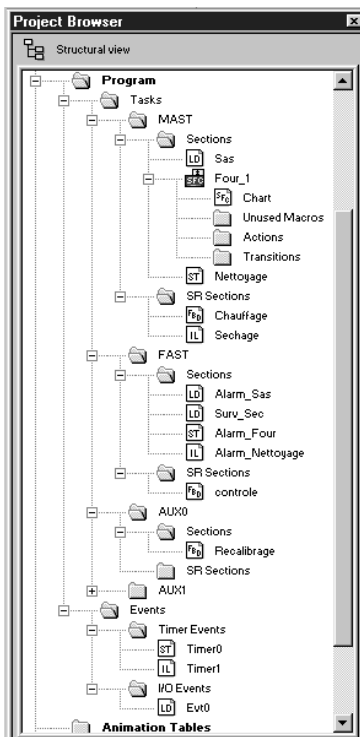 Project Browser
Structural view
Program
Tasks
MAST
Sections
LD Sas
SFC Four_1
SFC Chart
Unused Macros
Actions
Transitions
ST Nettoyage
SR Sections
FBD Chauffage
IL Sechage
FAST
Sections
LD Alarm_Sas
LD Surv_Sec
ST Alarm_Four
IL Alarm_Nettoyage
SR Sections
FBD controle
AUX0
Sections
FBD Recalibrage
SR Sections
AUX1
Events
Timer Events
ST Timer0
IL Timer1
I/O Events
LD Evt0
Animation Tables